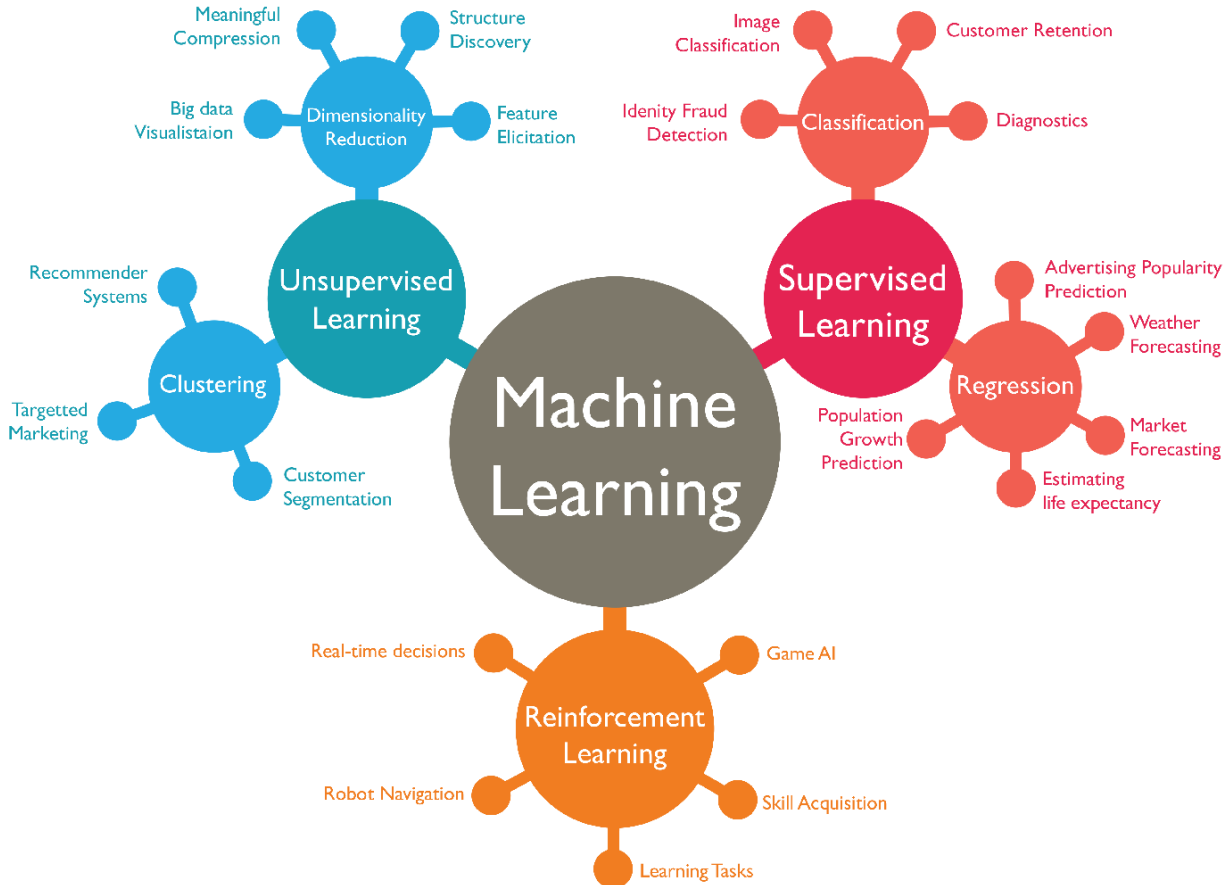 Meaningful
Compression
Structure
Discovery
Big data
Visualistaion
Dimensionality
Reduction
Feature
Elicitation
Unsupervised
Learning
Recommender
Systems
Clustering
Targetted
Marketing
Customer
Segmentation
Machine
Learning
Image
Classification
Customer Retention
Idenity Fraud
Detection
Classification
Diagnostics
Supervised
Learning
Advertising Popularity
Prediction
Weather
Forecasting
Regression
Population
Growth
Prediction
Market
Forecasting
Estimating
life expectancy
Real-time decisions
Game AI
Reinforcement
Learning
Robot Navigation
Skill Acquisition
Learning Tasks